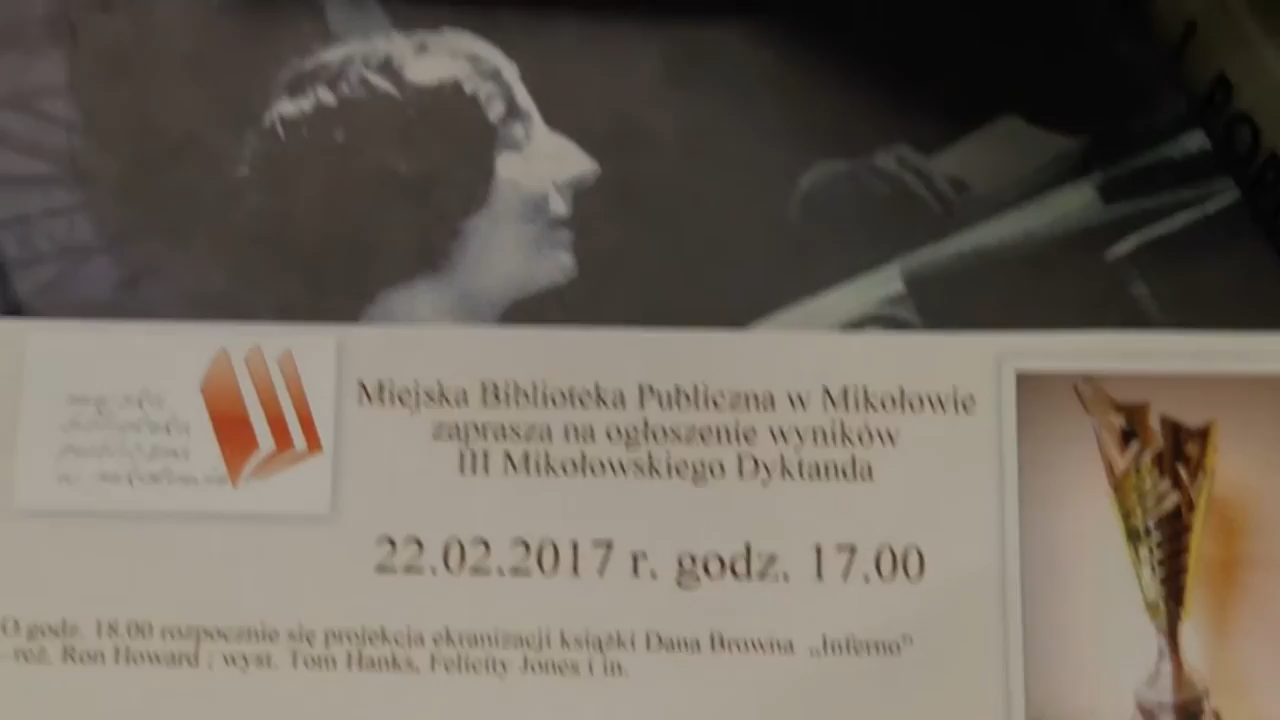 Miejska Biblioteka Publiczna w Mikołowie
zaprasza na ogłoszenie wyników
III Mikołowskiego Dyktanda
22.02.2017 r. godz. 17.00
O godz. 18.00 rozpocznie się projekcja ekranizacji książki Dana Browna „Inferno”
reż. Ron Howard ; wyst. Tom Hanks, Felicity Jones i in.